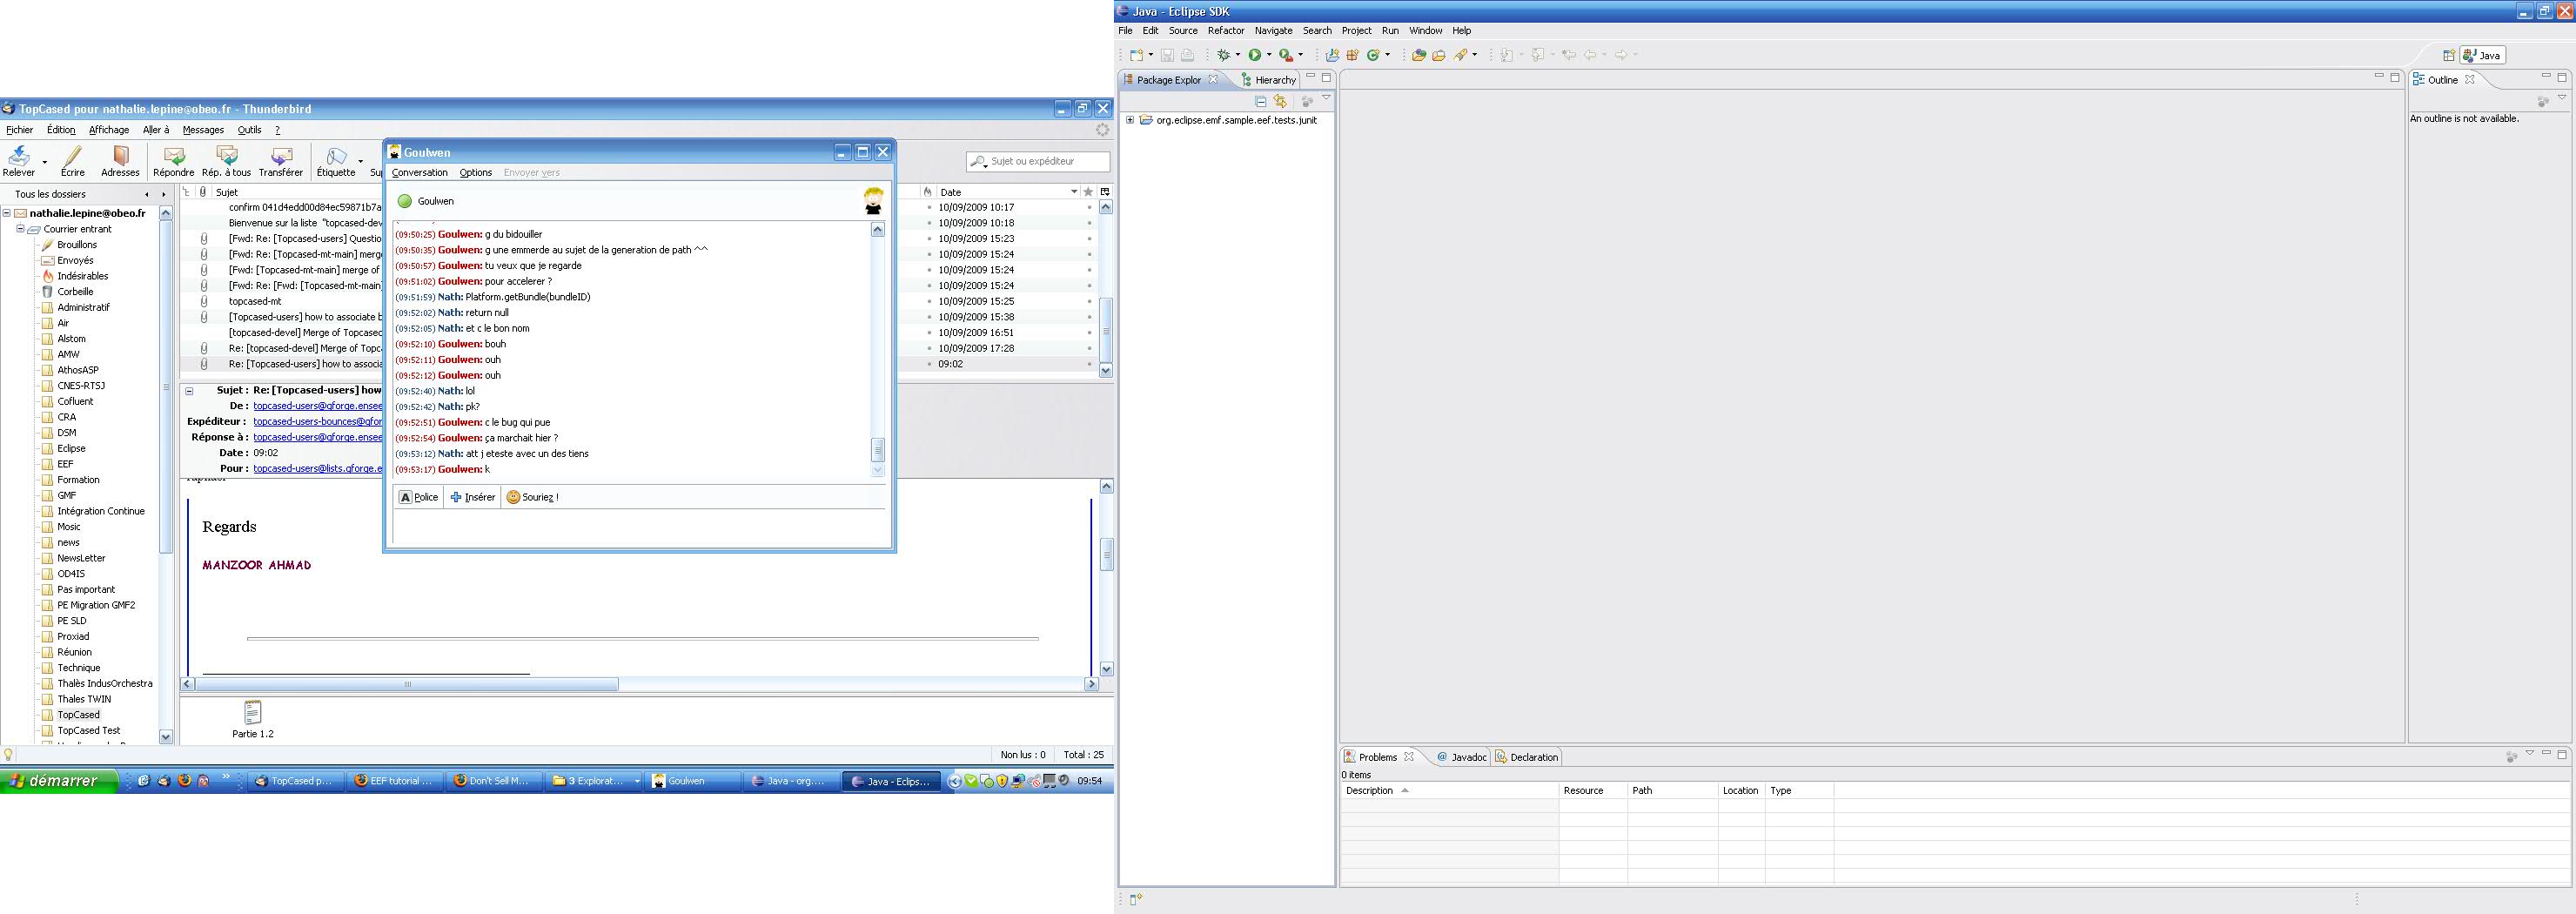 TopCased pour nathalie.lepine@obeo.fr - Thunderbird
Fichier Édition Affichage Aller à Messages Outils ?
Relever Écrire Adresses Répondre Rép. à tous Transférer Étiquette
Sujet ou expéditeur
Tous les dossiers
nathalie.lepine@obeo.fr
Courrier entrant
Brouillons
Envoyés
Indésirables
Corbeille
Administratif
Air
Alstom
AMW
AthosASP
CNES-RTSJ
Cofluent
CRA
DSM
Eclipse
EEF
Formation
GMF
Intégration Continue
Mosic
news
NewsLetter
OD4IS
Pas important
PE Migration GMF2
PE SLD
Proxiad
Réunion
Technique
Thalès IndusOrchestra
Thales TWIN
TopCased
TopCased Test
Sujet Date
confirm 041d4edd00d84ec59871b7a 10/09/2009 10:17
Bienvenue sur la liste "topcased-dev 10/09/2009 10:18
[Fwd: Re: [Topcased-users] Questio 10/09/2009 15:23
[Fwd: Re: [Topcased-mt-main] merg 10/09/2009 15:24
[Fwd: [Topcased-mt-main] merge of 10/09/2009 15:24
[Fwd: Re: [Fwd: [Topcased-mt-main] 10/09/2009 15:24
topcased-mt 10/09/2009 15:25
[Topcased-users] how to associate b 10/09/2009 15:38
[topcased-devel] Merge of Topcased 10/09/2009 16:51
Re: [topcased-devel] Merge of Topc 10/09/2009 17:28
Re: [Topcased-users] how to associa 09:02
Sujet : Re: [Topcased-users] how
De : topcased-users@gforge.ensee
Expéditeur : topcased-users-bounces@gfor
Réponse à : topcased-users@gforge.ensee
Date : 09:02
Pour : topcased-users@lists.gforge.e
Regards
MANZOOR AHMAD
Partie 1.2
Non lus : 0 Total : 25
Goulwen
Conversation Options Envoyer vers
Goulwen
(09:50:25) Goulwen: g du bidouiller
(09:50:35) Goulwen: g une emmerde au sujet de la generation de path ^^
(09:50:57) Goulwen: tu veux que je regarde
(09:51:02) Goulwen: pour accelerer ?
(09:51:59) Nath: Platform.getBundle(bundleID)
(09:52:02) Nath: return null
(09:52:05) Nath: et c le bon nom
(09:52:10) Goulwen: bouh
(09:52:11) Goulwen: ouh
(09:52:12) Goulwen: ouh
(09:52:40) Nath: lol
(09:52:42) Nath: pk?
(09:52:51) Goulwen: c le bug qui pue
(09:52:54) Goulwen: ça marchait hier ?
(09:53:12) Nath: att j eteste avec un des tiens
(09:53:17) Goulwen: k
Police Insérer Souriez !
démarrer TopCased p... EEF tutorial ... Don't Sell M... 3 Explorat... Goulwen Java - org.... Java - Eclips... 09:54
Java - Eclipse SDK
File Edit Source Refactor Navigate Search Project Run Window Help
Java
Package Explor Hierarchy
org.eclipse.emf.sample.eef.tests.junit
Outline
An outline is not available.
Problems Javadoc Declaration
0 items
Description Resource Path Location Type